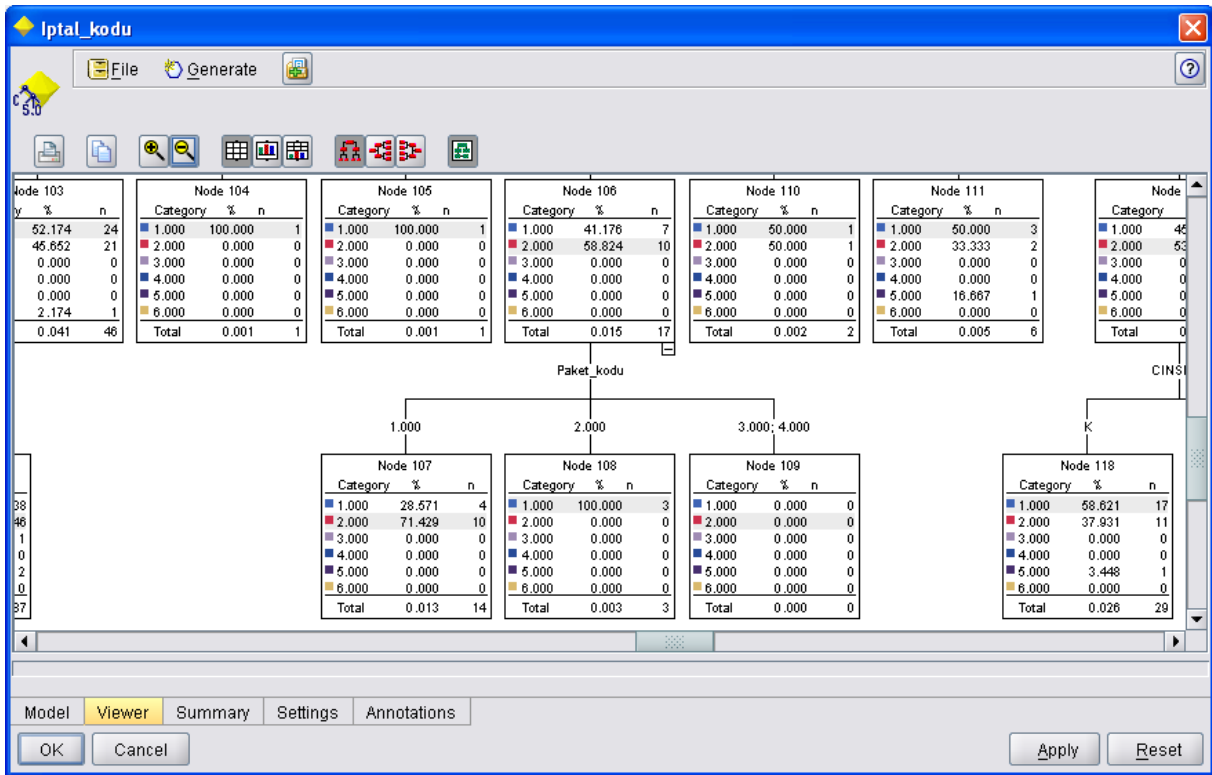 Iptal_kodu
File Generate
C 5.0
Node 103
y % n
52.174 24
45.652 21
0.000 0
0.000 0
0.000 0
2.174 1
0.041 46
Node 104
Category % n
1.000 100.000 1
2.000 0.000 0
3.000 0.000 0
4.000 0.000 0
5.000 0.000 0
6.000 0.000 0
Total 0.001 1
Node 105
Category % n
1.000 100.000 1
2.000 0.000 0
3.000 0.000 0
4.000 0.000 0
5.000 0.000 0
6.000 0.000 0
Total 0.001 1
Node 106
Category % n
1.000 41.176 7
2.000 58.824 10
3.000 0.000 0
4.000 0.000 0
5.000 0.000 0
6.000 0.000 0
Total 0.015 17
Node 110
Category % n
1.000 50.000 1
2.000 50.000 1
3.000 0.000 0
4.000 0.000 0
5.000 0.000 0
6.000 0.000 0
Total 0.002 2
Node 111
Category % n
1.000 50.000 3
2.000 33.333 2
3.000 0.000 0
4.000 0.000 0
5.000 16.667 1
6.000 0.000 0
Total 0.005 6
Node
Category
1.000 45
2.000 53
3.000 0
4.000 0
5.000 0
6.000 0
Total 0
Paket_kodu
CINSI
1.000 2.000 3.000; 4.000 K
38
46
1
0
2
0
87
Node 107
Category % n
1.000 28.571 4
2.000 71.429 10
3.000 0.000 0
4.000 0.000 0
5.000 0.000 0
6.000 0.000 0
Total 0.013 14
Node 108
Category % n
1.000 100.000 3
2.000 0.000 0
3.000 0.000 0
4.000 0.000 0
5.000 0.000 0
6.000 0.000 0
Total 0.003 3
Node 109
Category % n
1.000 0.000 0
2.000 0.000 0
3.000 0.000 0
4.000 0.000 0
5.000 0.000 0
6.000 0.000 0
Total 0.000 0
Node 118
Category % n
1.000 58.621 17
2.000 37.931 11
3.000 0.000 0
4.000 0.000 0
5.000 3.448 1
6.000 0.000 0
Total 0.026 29
Model Viewer Summary Settings Annotations
OK Cancel Apply Reset